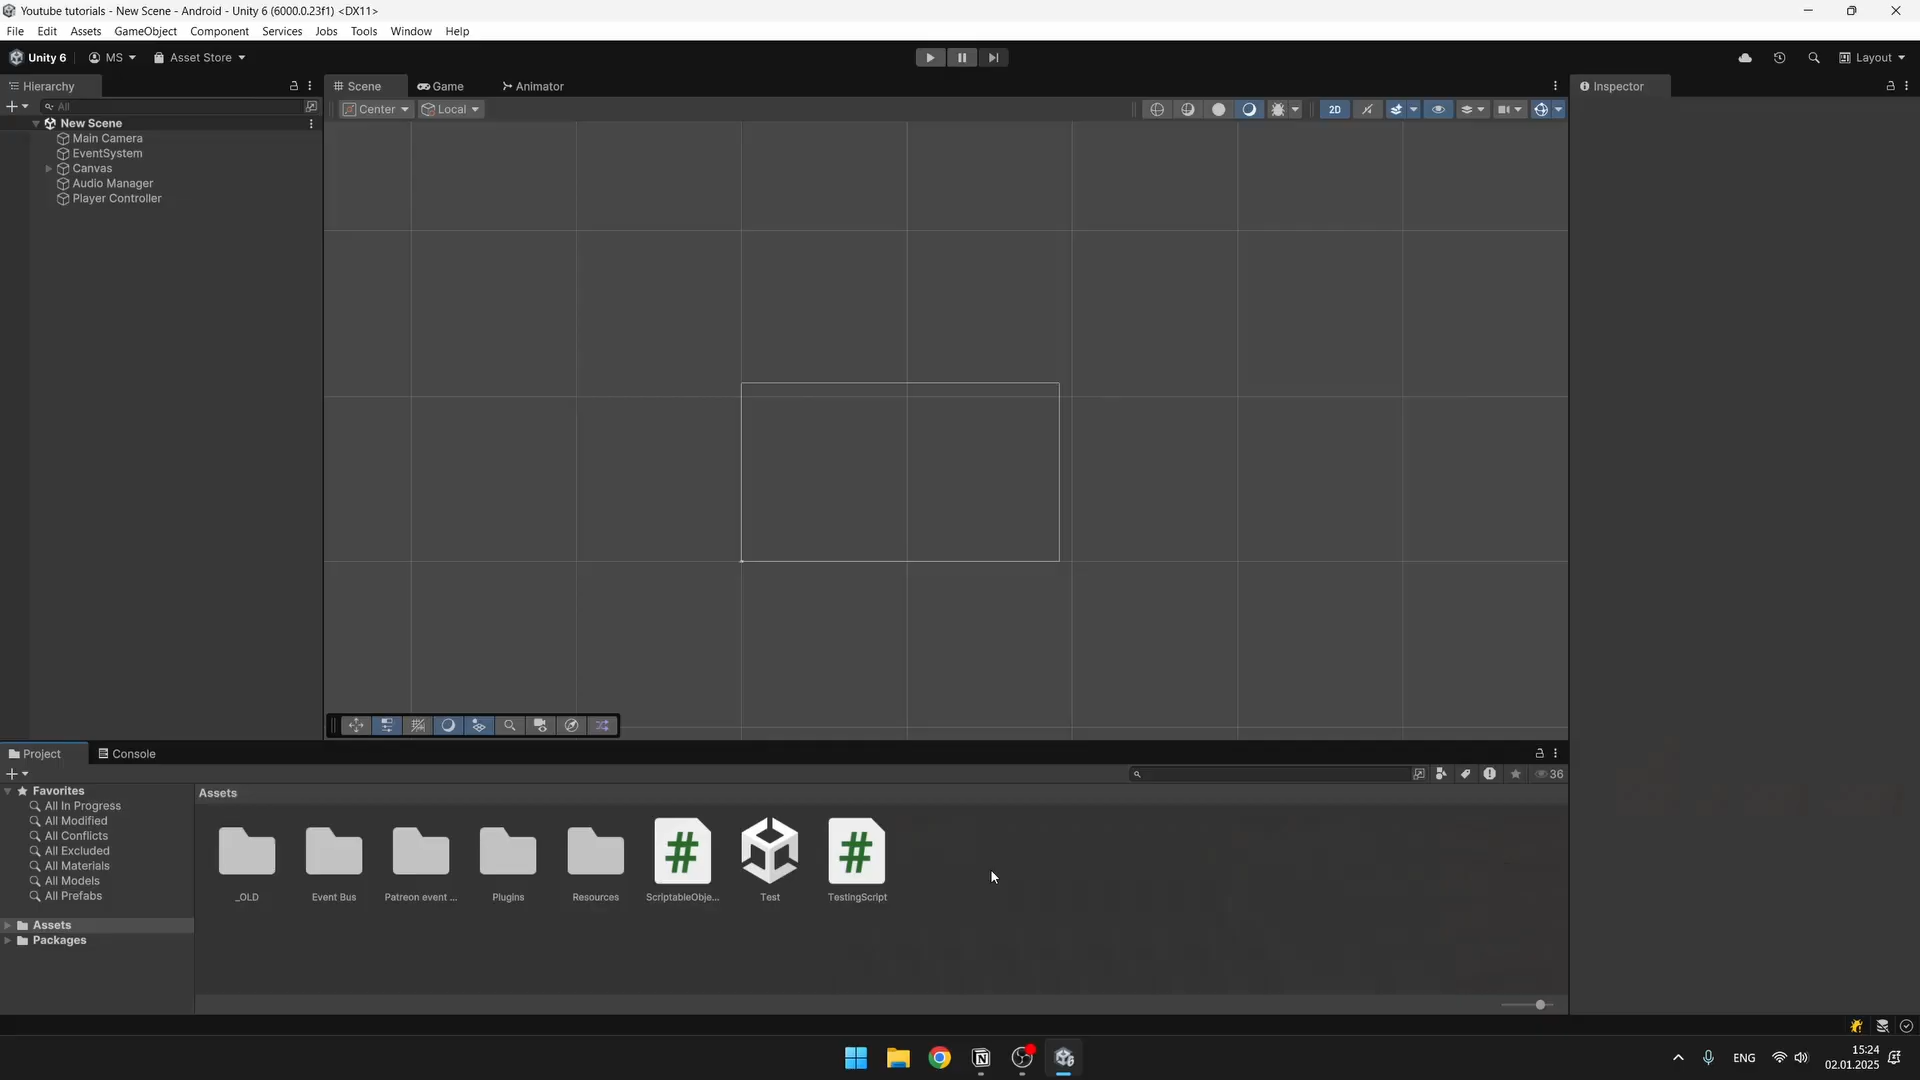 Youtube tutorials - New Scene - Android - Unity 6 (6000.0.23f1) <DX11>
File Edit Assets GameObject Component Services Jobs Tools Window Help
Unity 6 MS Asset Store Layout
Hierarchy
All
New Scene
Main Camera
EventSystem
Canvas
Audio Manager
Player Controller
Scene Game Animator
Center Local 2D
Inspector
Project Console
36
Favorites
All In Progress
All Modified
All Conflicts
All Excluded
All Materials
All Models
All Prefabs
Assets
Packages
Assets
_OLD Event Bus Patreon event ... Plugins Resources ScriptableObje... Test TestingScript
ENG
15:24
02.01.2025